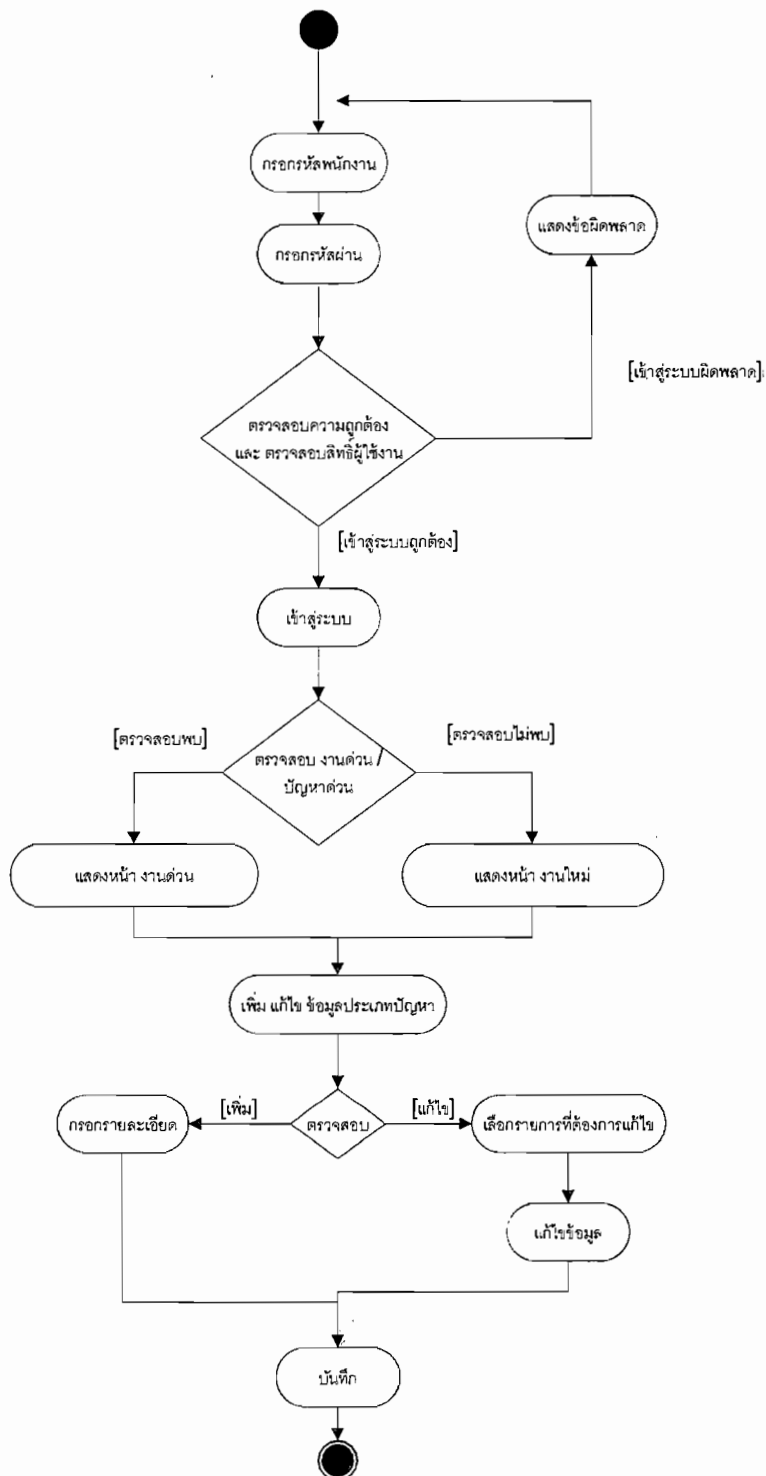 กรอกรหัสพนักงาน
แสดงข้อผิดพลาด
กรอกรหัสผ่าน
[เข้าสู่ระบบผิดพลาด]
ตรวจสอบความถูกต้อง
และ ตรวจสอบสิทธิ์ผู้ใช้งาน
[เข้าสู่ระบบถูกต้อง]
เข้าสู่ระบบ
[ตรวจสอบพบ]
[ตรวจสอบไม่พบ]
ตรวจสอบ งานด่วน /
ปัญหาด่วน
แสดงหน้า งานด่วน
แสดงหน้า งานใหม่
เพิ่ม แก้ไข ข้อมูลประเภทปัญหา
[เพิ่ม]
[แก้ไข]
กรอกรายละเอียด
ตรวจสอบ
เลือกรายการที่ต้องการแก้ไข
แก้ไขข้อมูล
บันทึก